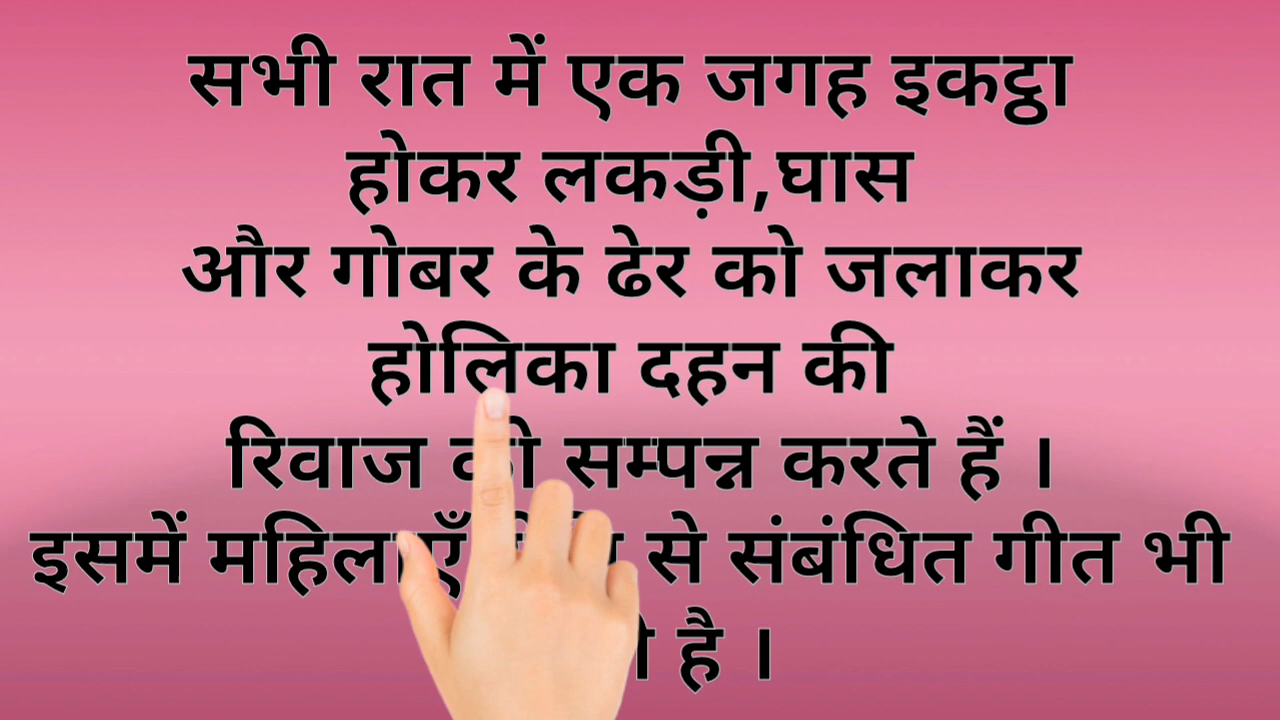 सभी रात में एक जगह इकट्ठा
होकर लकड़ी,घास
और गोबर के ढेर को जलाकर
होलिका दहन की
रिवाज को सम्पन्न करते हैं ।
इसमें महिलाएँ से संबंधित गीत भी
है ।